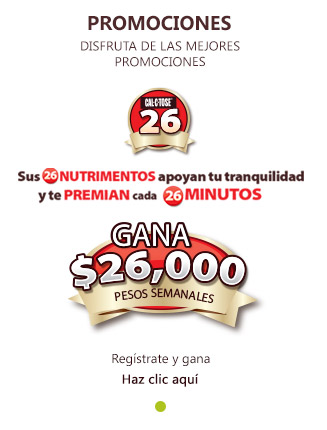 PROMOCIONES
DISFRUTA DE LAS MEJORES
PROMOCIONES
CAL-C-TOSE
26
Sus 26 NUTRIMENTOS apoyan tu tranquilidad
y te PREMIAN cada 26 MINUTOS
GANA
$26,000
PESOS SEMANALES
Regístrate y gana
Haz clic aquí